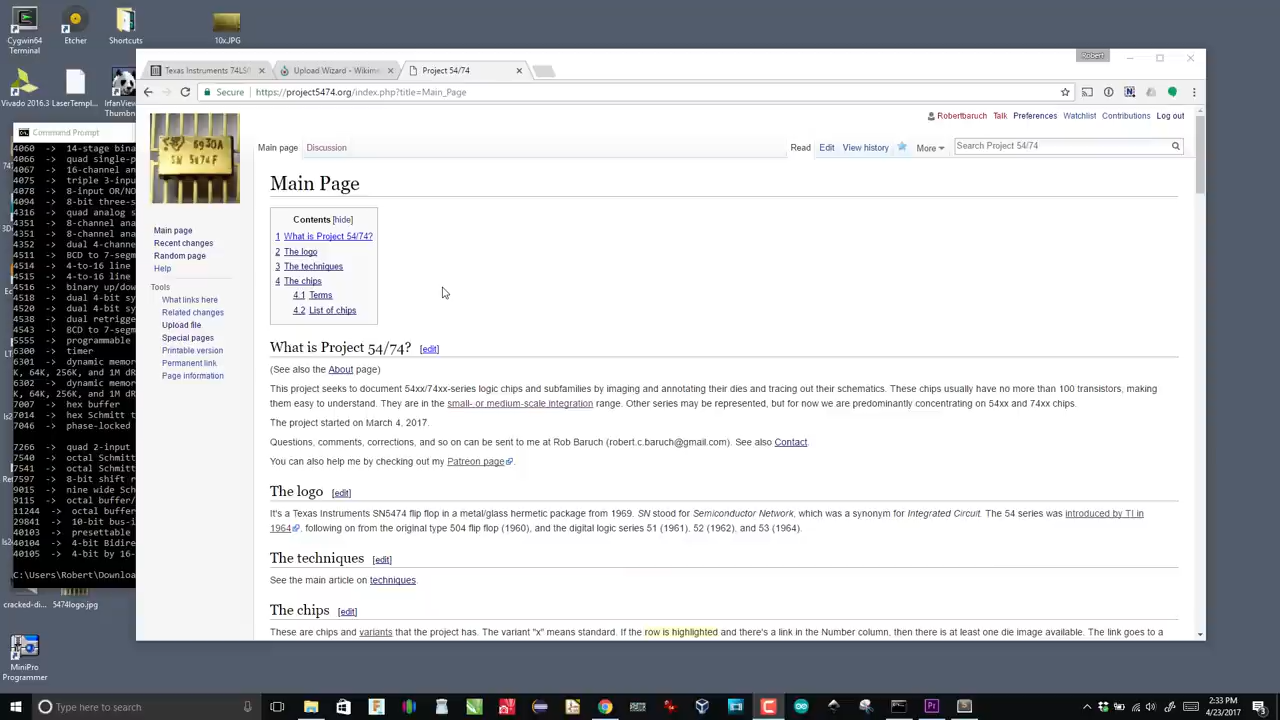 Cygwin64
Terminal
Etcher
Shortcuts
10x.JPG
Robert
Texas Instruments 74LS/
Upload Wizard - Wikime
Project 54/74
Vivado 2016.3
LaserTempl
IrfanView
Secure
https://project5474.org/index.php?title=Main_Page
Command Prompt
4060 -> 14-stage bina
4066 -> quad single-p
4067 -> 16-channel an
4075 -> triple 3-inpu
4078 -> 8-input OR/NO
4094 -> 8-bit three-s
4316 -> quad analog s
4351 -> 8-channel ana
4352 -> dual 4-channe
4511 -> BCD to 7-segm
4514 -> 4-to-16 line
4515 -> 4-to-16 line
4516 -> binary up/dow
4518 -> dual 4-bit sy
4520 -> dual 4-bit sy
4538 -> dual retrigge
4543 -> BCD to 7-segm
5555 -> programmable
6300 -> timer
6301 -> dynamic memor
K, 64K, 256K, and 1M dR
6302 -> dynamic memor
K, 64K, 256K, and 1M dR
7007 -> hex buffer
7014 -> hex Schmitt t
7046 -> phase-locked
7266 -> quad 2-input
7540 -> octal Schmitt
7541 -> octal Schmitt
7597 -> 8-bit shift r
9015 -> nine wide Sch
9115 -> octal buffer/
11244 -> octal buffer
29841 -> 10-bit bus-i
40103 -> presettable
40104 -> 4-bit Bidire
40105 -> 4-bit by 16-
C:\Users\Robert\Downloa
cracked-di...
5474logo.jpg
MiniPro
Programmer
6930A
SN 5474F
Robertbaruch Talk Preferences Watchlist Contributions Log out
Main page Discussion
Read Edit View history More
Search Project 54/74
Main page
Recent changes
Random page
Help
Tools
What links here
Related changes
Upload file
Special pages
Printable version
Permanent link
Page information
Main Page
Contents [hide]
1 What is Project 54/74?
2 The logo
3 The techniques
4 The chips
4.1 Terms
4.2 List of chips
What is Project 54/74? [edit]
(See also the About page)
This project seeks to document 54xx/74xx-series logic chips and subfamilies by imaging and annotating their dies and tracing out their schematics. These chips usually have no more than 100 transistors, making
them easy to understand. They are in the small- or medium-scale integration range. Other series may be represented, but for now we are predominantly concentrating on 54xx and 74xx chips.
The project started on March 4, 2017.
Questions, comments, corrections, and so on can be sent to me at Rob Baruch (robert.c.baruch@gmail.com). See also Contact.
You can also help me by checking out my Patreon page.
The logo [edit]
It's a Texas Instruments SN5474 flip flop in a metal/glass hermetic package from 1969. SN stood for Semiconductor Network, which was a synonym for Integrated Circuit. The 54 series was introduced by TI in
1964, following on from the original type 504 flip flop (1960), and the digital logic series 51 (1961), 52 (1962), and 53 (1964).
The techniques [edit]
See the main article on techniques.
The chips [edit]
These are chips and variants that the project has. The variant "x" means standard. If the row is highlighted and there's a link in the Number column, then there is at least one die image available. The link goes to a
Type here to search
2:33 PM
4/23/2017